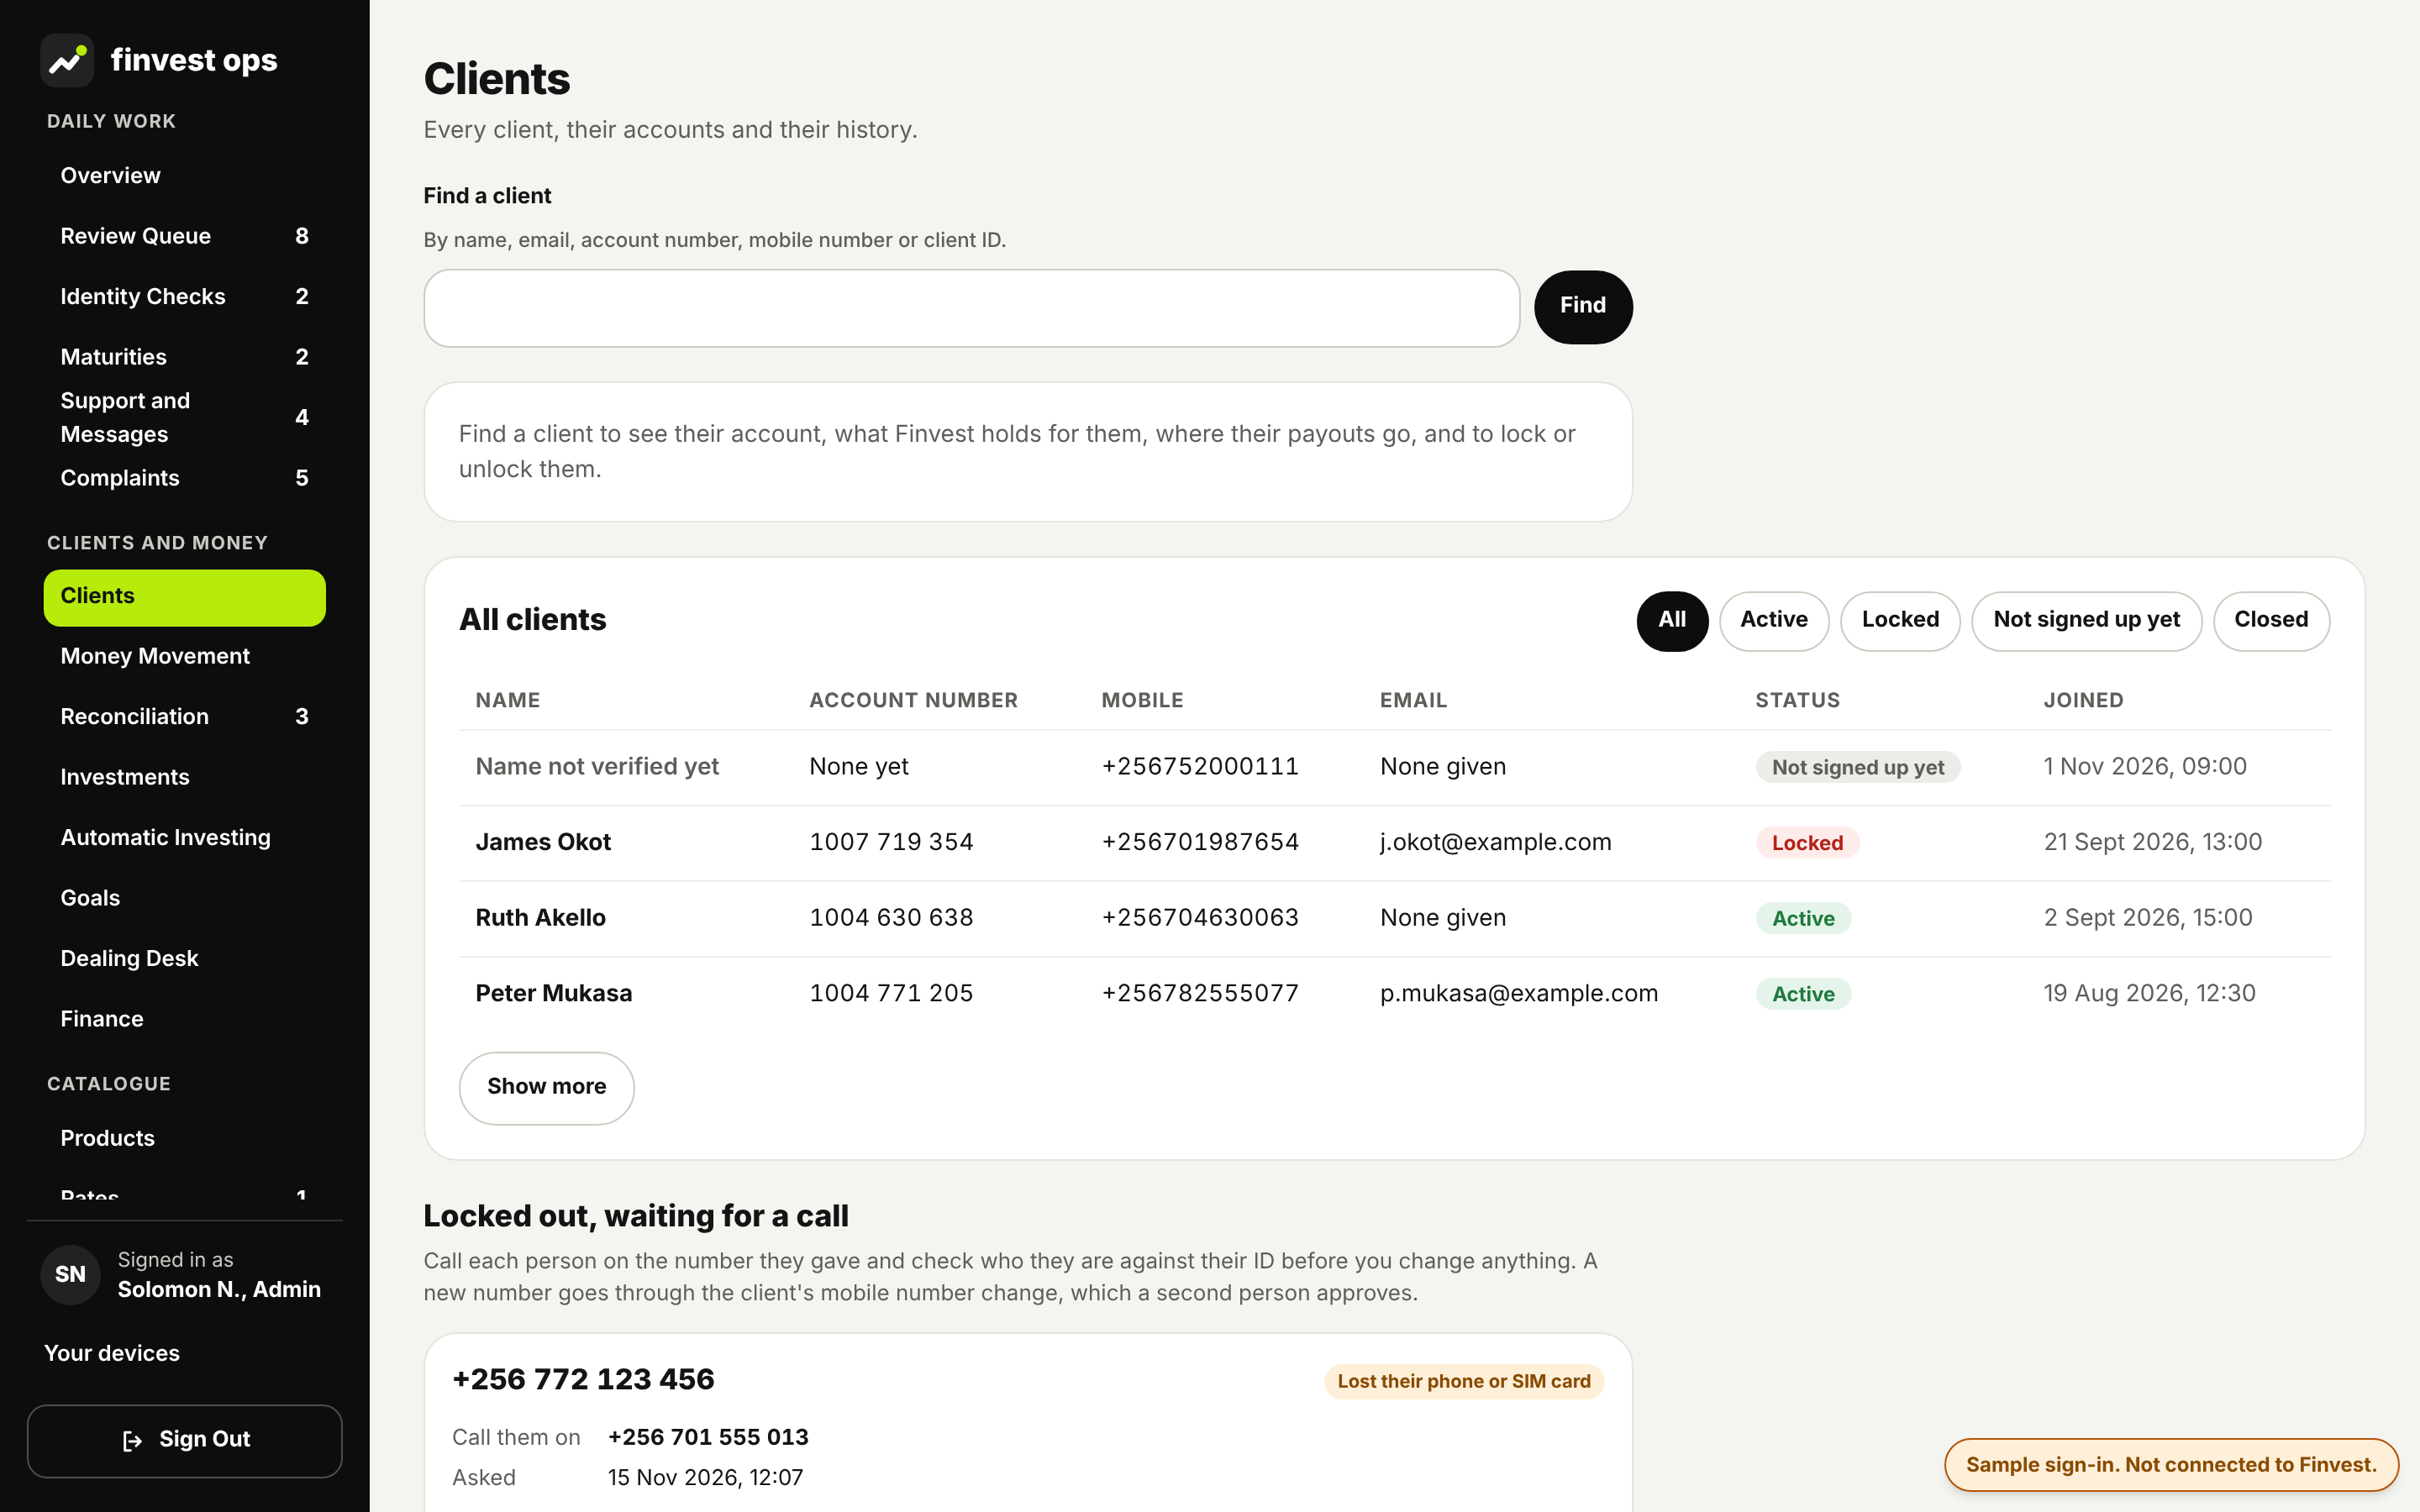 finvest ops
DAILY WORK
Overview
Review Queue 8
Identity Checks 2
Maturities 2
Support and
Messages 4
Complaints 5
CLIENTS AND MONEY
Clients
Money Movement
Reconciliation 3
Investments
Automatic Investing
Goals
Dealing Desk
Finance
CATALOGUE
Products
Rates 1
SN
Signed in as
Solomon N., Admin
Your devices
Sign Out
Clients
Every client, their accounts and their history.
Find a client
By name, email, account number, mobile number or client ID.
Find
Find a client to see their account, what Finvest holds for them, where their payouts go, and to lock or
unlock them.
All clients
All Active Locked Not signed up yet Closed
NAME ACCOUNT NUMBER MOBILE EMAIL STATUS JOINED
Name not verified yet None yet +256752000111 None given Not signed up yet 1 Nov 2026, 09:00
James Okot 1007 719 354 +256701987654 j.okot@example.com Locked 21 Sept 2026, 13:00
Ruth Akello 1004 630 638 +256704630063 None given Active 2 Sept 2026, 15:00
Peter Mukasa 1004 771 205 +256782555077 p.mukasa@example.com Active 19 Aug 2026, 12:30
Show more
Locked out, waiting for a call
Call each person on the number they gave and check who they are against their ID before you change anything. A
new number goes through the client's mobile number change, which a second person approves.
+256 772 123 456 Lost their phone or SIM card
Call them on +256 701 555 013
Asked 15 Nov 2026, 12:07
Sample sign-in. Not connected to Finvest.